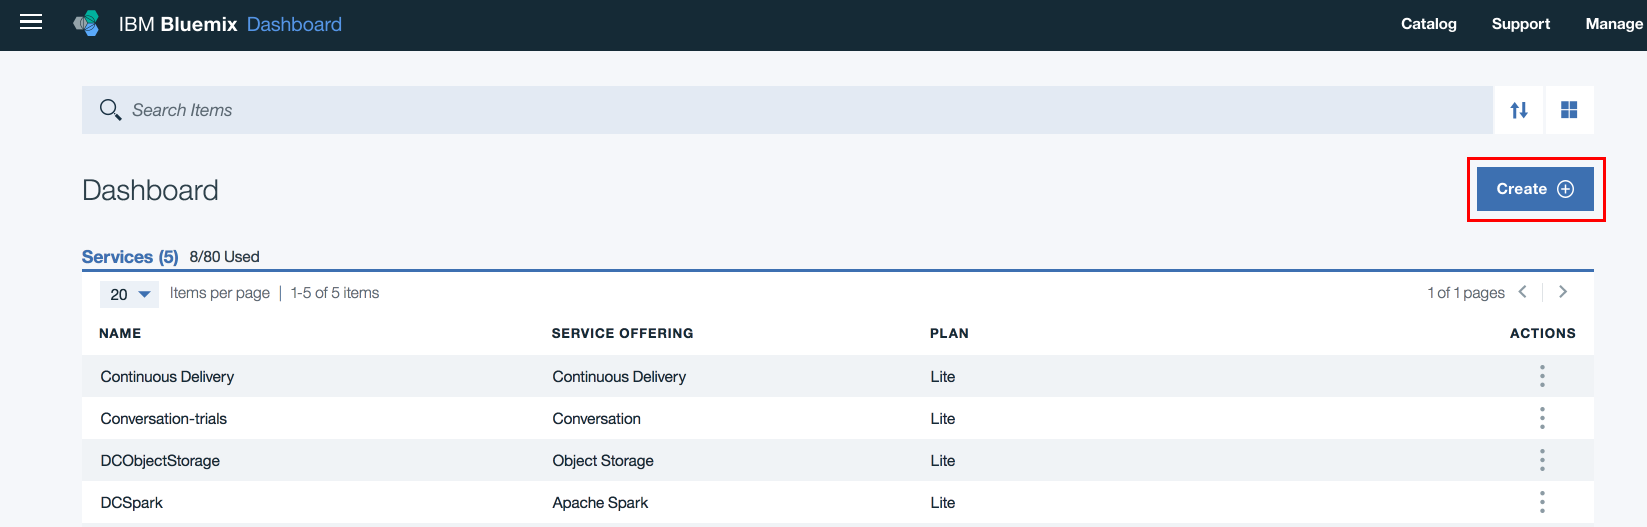 IBM Bluemix Dashboard Catalog Support Manage
Search Items
Dashboard Create
Services (5) 8/80 Used
20 Items per page | 1-5 of 5 items 1 of 1 pages < | >
NAME SERVICE OFFERING PLAN ACTIONS
Continuous Delivery Continuous Delivery Lite
Conversation-trials Conversation Lite
DCObjectStorage Object Storage Lite
DCSpark Apache Spark Lite